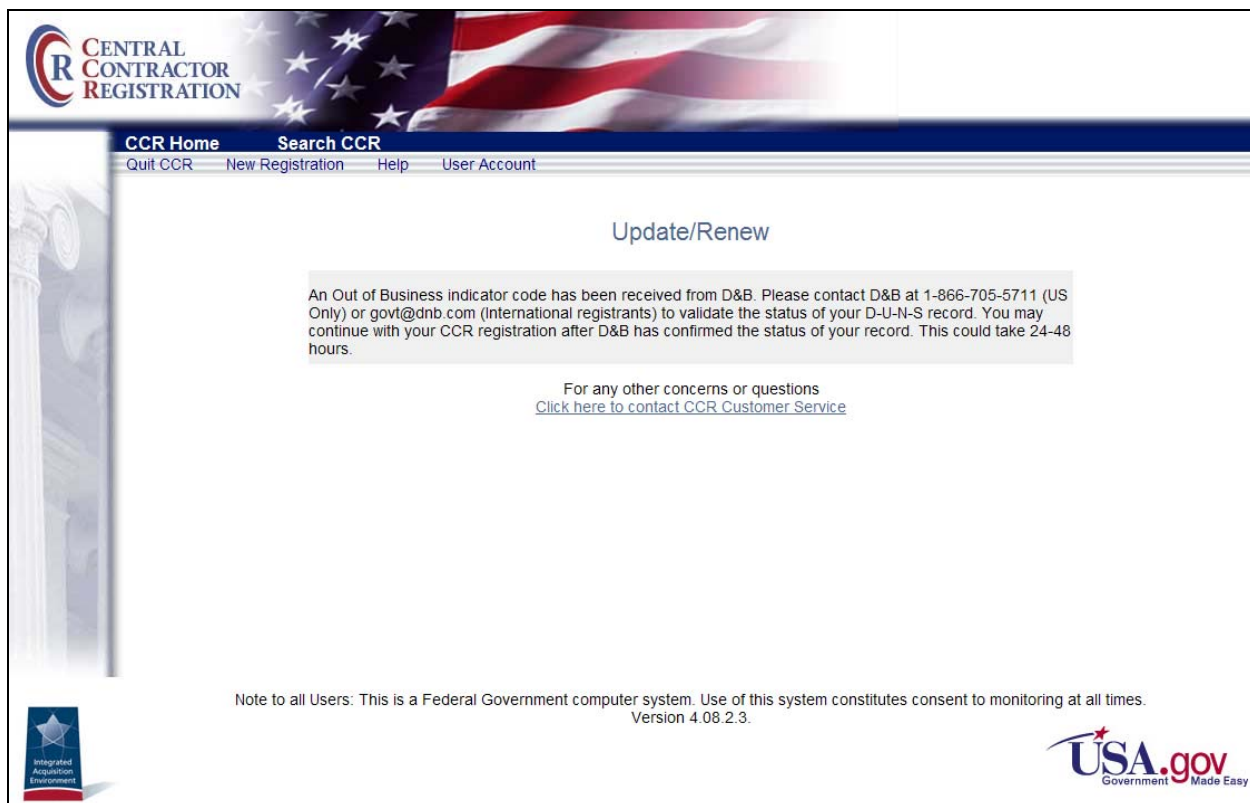 CENTRAL
CONTRACTOR
REGISTRATION
CCR Home Search CCR
Quit CCR New Registration Help User Account
Update/Renew
An Out of Business indicator code has been received from D&B. Please contact D&B at 1-866-705-5711 (US
Only) or govt@dnb.com (International registrants) to validate the status of your D-U-N-S record. You may
continue with your CCR registration after D&B has confirmed the status of your record. This could take 24-48
hours.
For any other concerns or questions
Click here to contact CCR Customer Service
Note to all Users: This is a Federal Government computer system. Use of this system constitutes consent to monitoring at all times.
Version 4.08.2.3.
Integrated
Acquisition
Environment
USA.gov
Government Made Easy